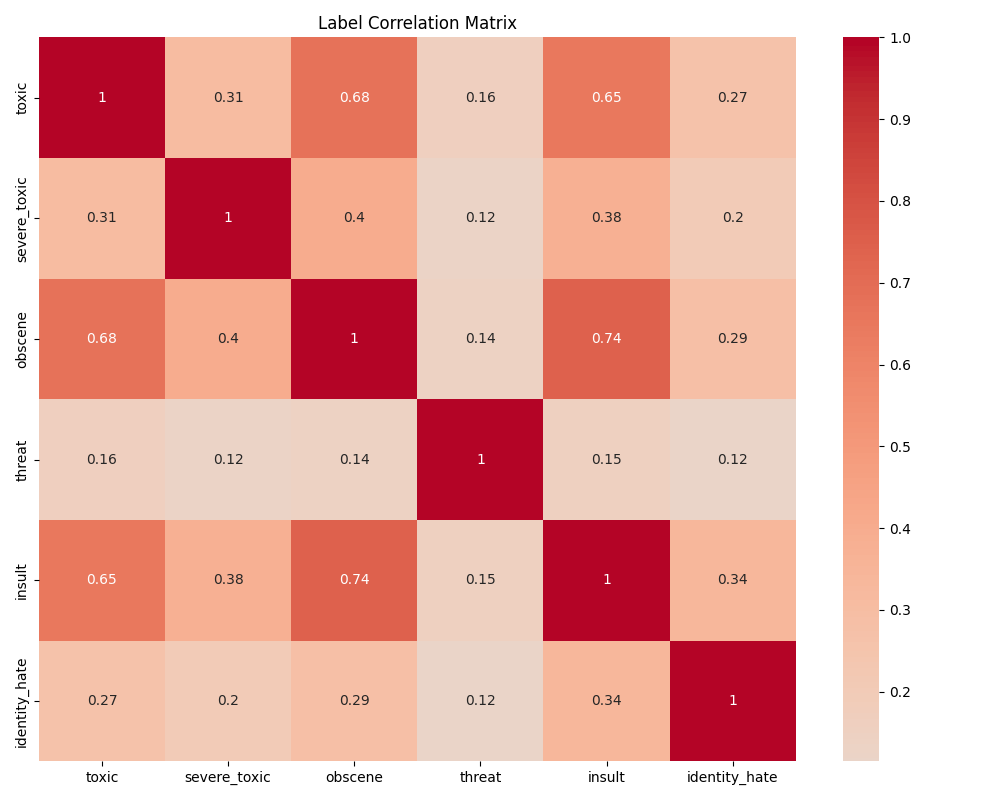 Label Correlation Matrix
toxic 1 0.31 0.68 0.16 0.65 0.27
severe_toxic 0.31 1 0.4 0.12 0.38 0.2
obscene 0.68 0.4 1 0.14 0.74 0.29
threat 0.16 0.12 0.14 1 0.15 0.12
insult 0.65 0.38 0.74 0.15 1 0.34
identity_hate 0.27 0.2 0.29 0.12 0.34 1
toxic severe_toxic obscene threat insult identity_hate
1.0
0.9
0.8
0.7
0.6
0.5
0.4
0.3
0.2